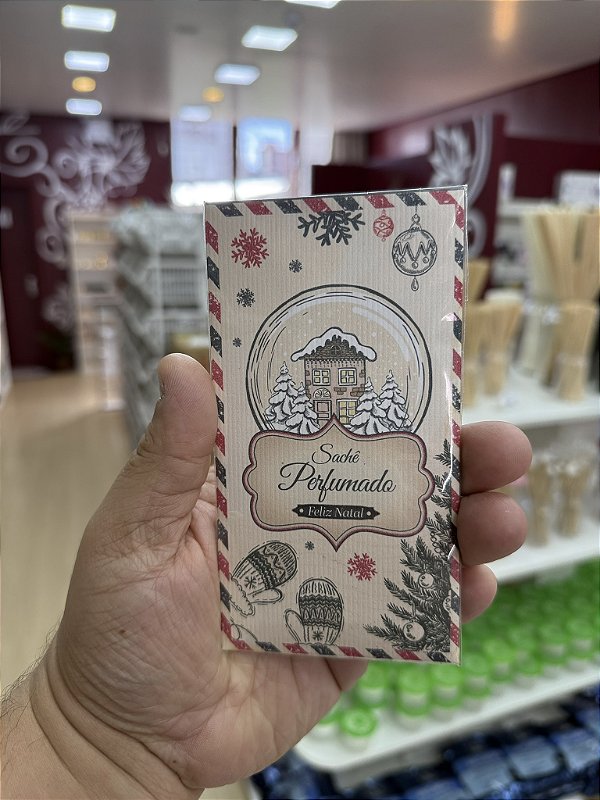 Sachê
Perfumado
• Feliz Natal •